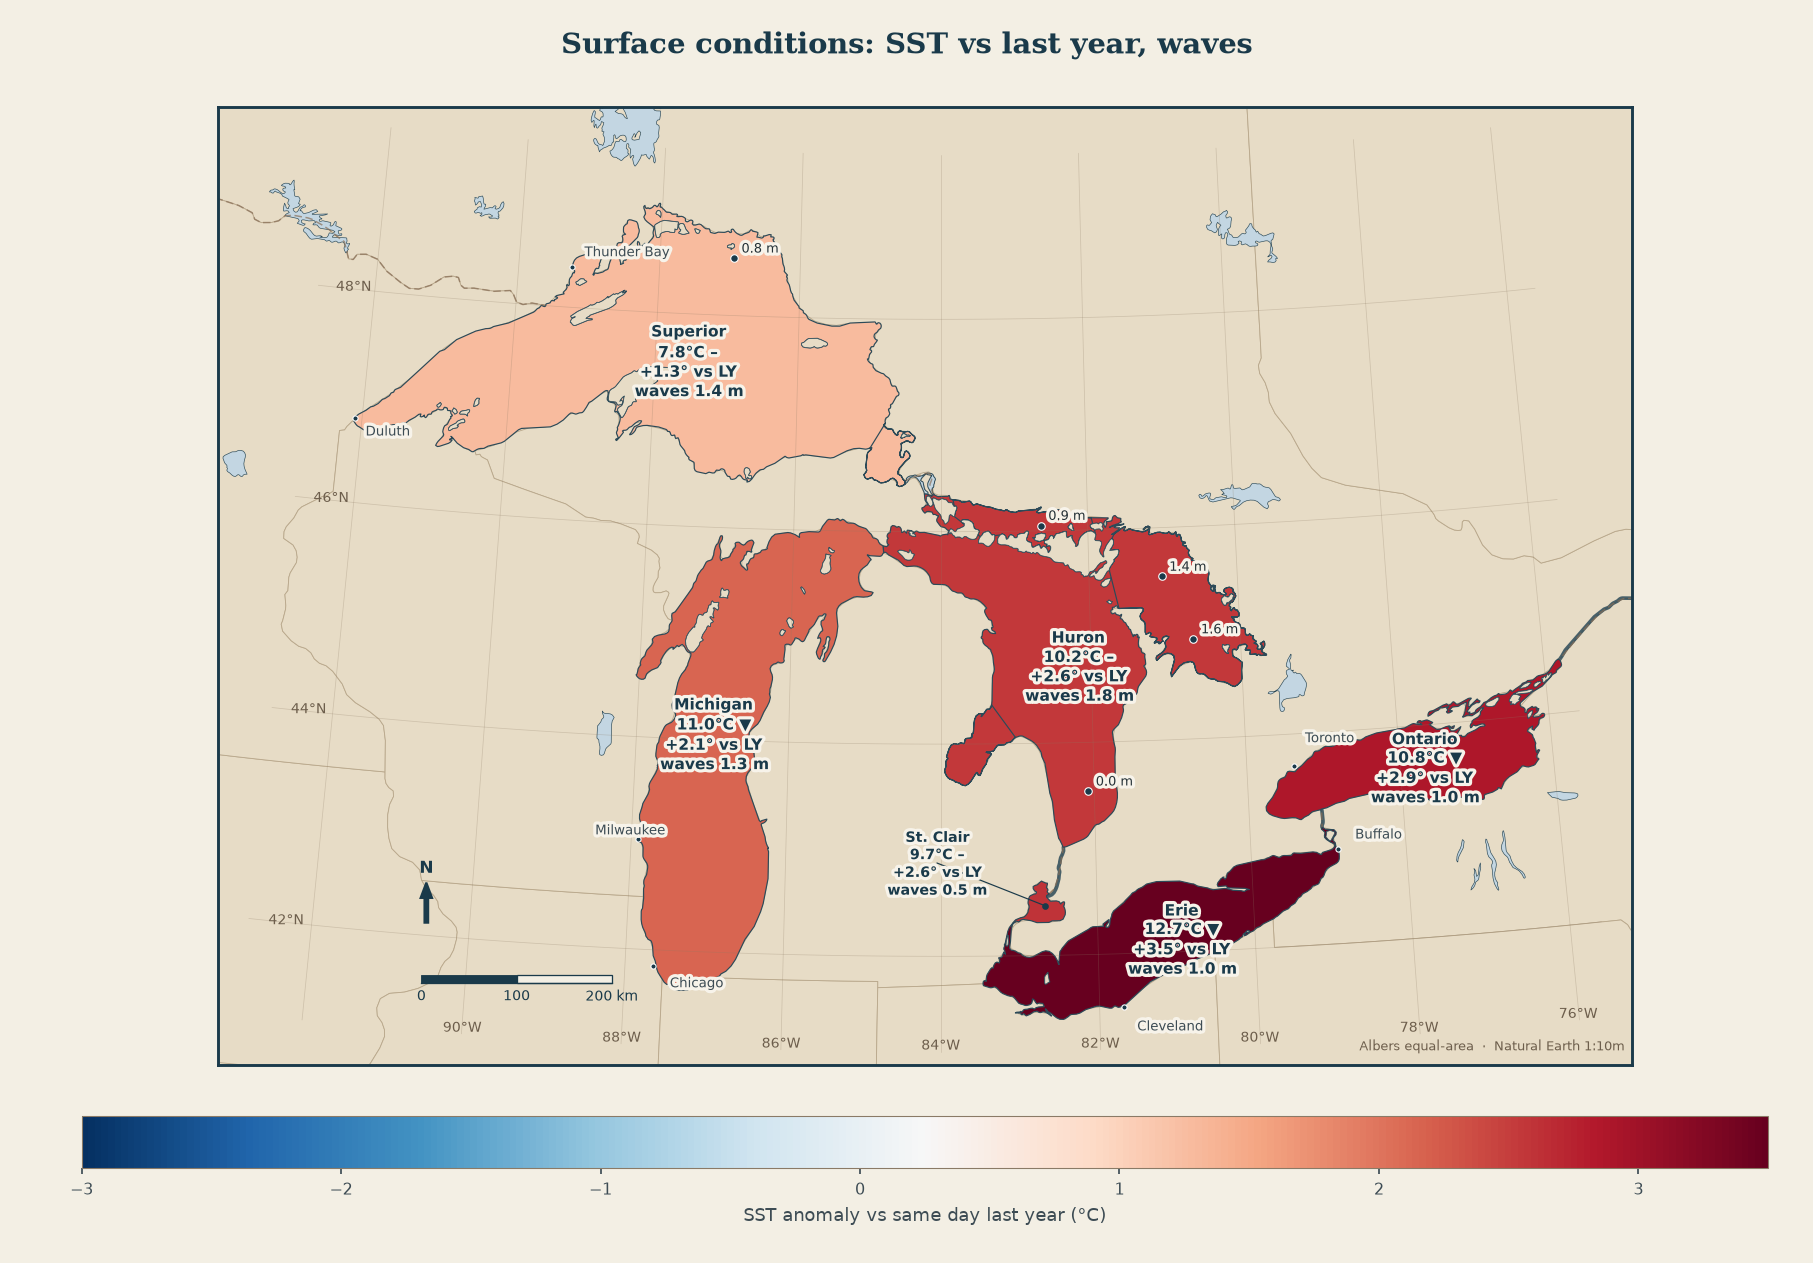 Surface conditions: SST vs last year, waves
Thunder Bay
0.8 m
48°N
Superior
7.8°C –
+1.3° vs LY
waves 1.4 m
Duluth
46°N
0.9 m
1.4 m
1.6 m
Huron
10.2°C –
+2.6° vs LY
waves 1.8 m
44°N
Michigan
11.0°C ▼
+2.1° vs LY
waves 1.3 m
Toronto
Ontario
10.8°C ▼
+2.9° vs LY
waves 1.0 m
0.0 m
Milwaukee
Buffalo
St. Clair
9.7°C –
+2.6° vs LY
waves 0.5 m
N
42°N
Erie
12.7°C ▼
+3.5° vs LY
waves 1.0 m
Chicago
0 100 200 km
Cleveland
90°W 88°W 86°W 84°W 82°W 80°W 78°W 76°W
Albers equal-area · Natural Earth 1:10m
−3 −2 −1 0 1 2 3
SST anomaly vs same day last year (°C)